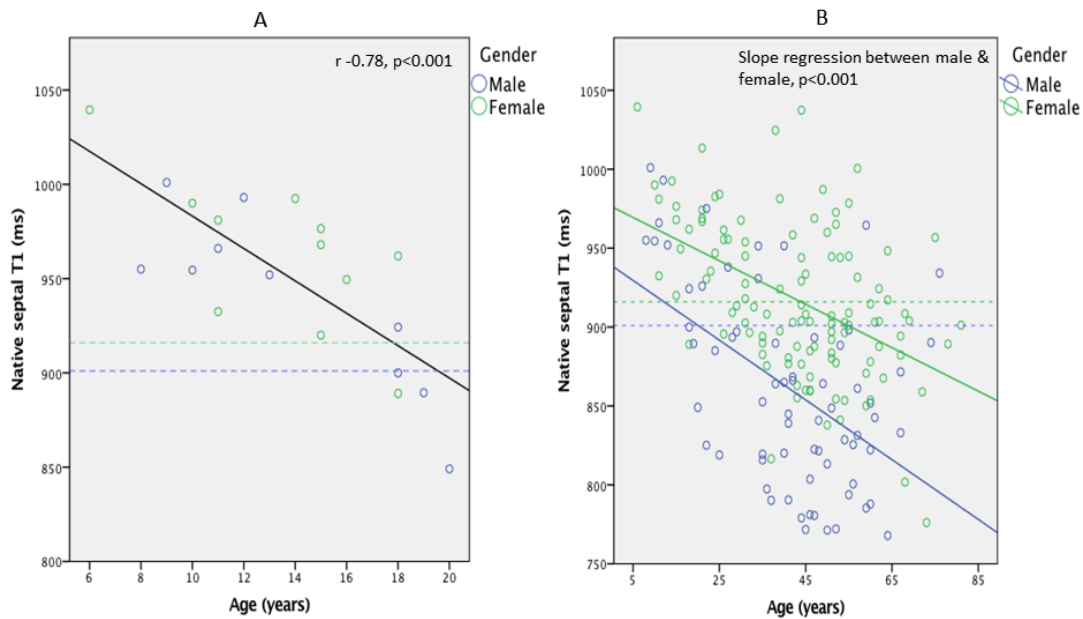 A
B
r -0.78, p<0.001
Gender
Male
Female
Native septal T1 (ms)
1050
1000
950
900
850
800
6
8
10
12
14
16
18
20
Age (years)
Slope regression between male &
female, p<0.001
Gender
Male
Female
Native septal T1 (ms)
1050
1000
950
900
850
800
750
5
25
45
65
85
Age (years)